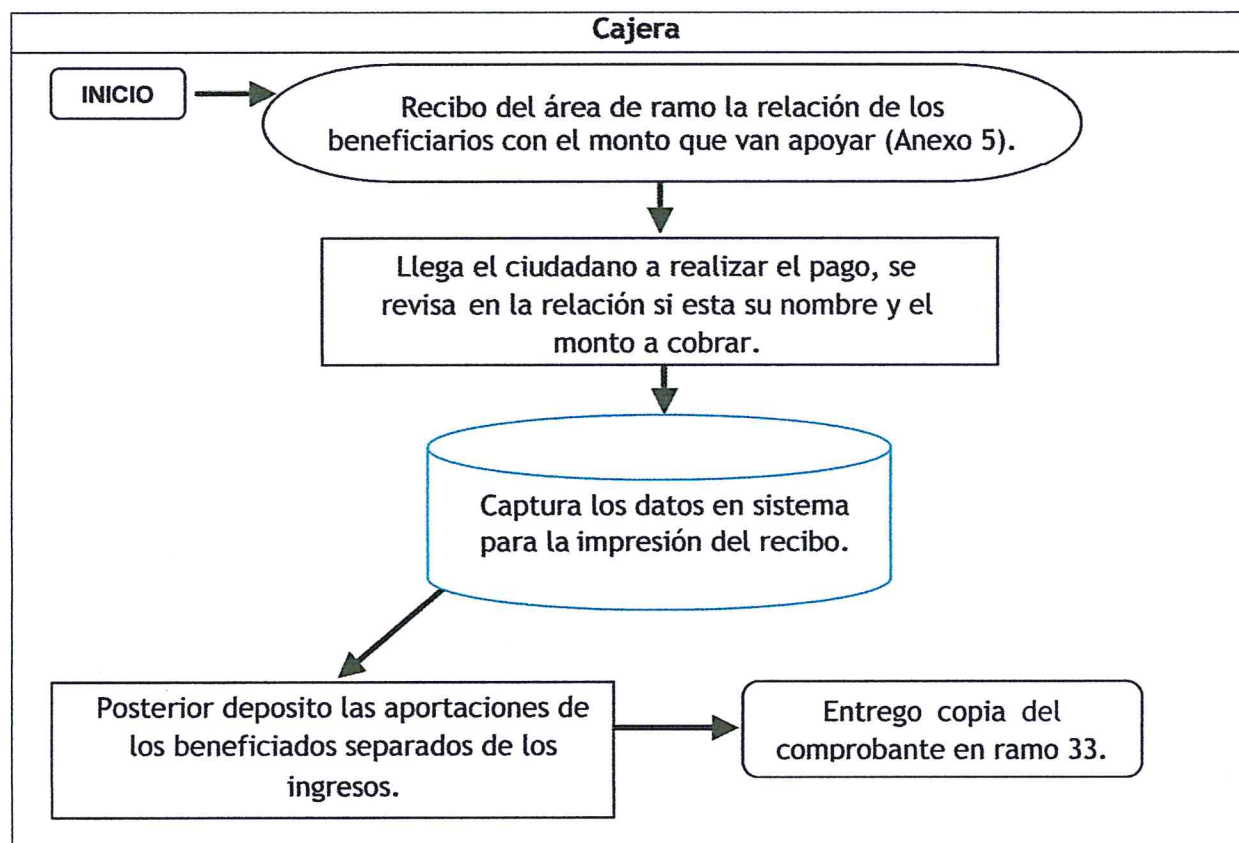 Cajera
INICIO
Recibo del área de ramo la relación de los
beneficiarios con el monto que van apoyar (Anexo 5).
Llega el ciudadano a realizar el pago, se
revisa en la relación si esta su nombre y el
monto a cobrar.
Captura los datos en sistema
para la impresión del recibo.
Posterior deposito las aportaciones de
los beneficiados separados de los
ingresos.
Entrego copia del
comprobante en ramo 33.